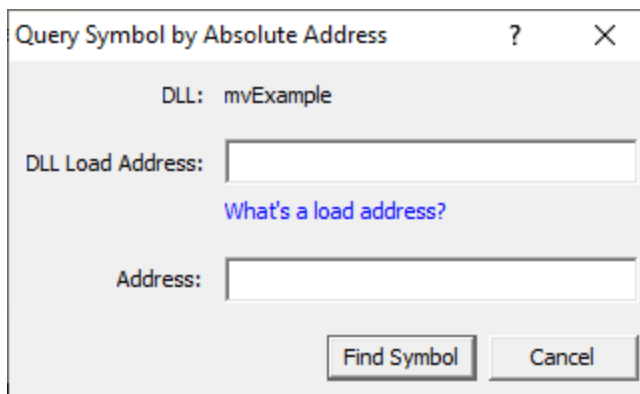 Query Symbol by Absolute Address ?
DLL: mvExample
DLL Load Address:
What's a load address?
Address:
Find Symbol Cancel